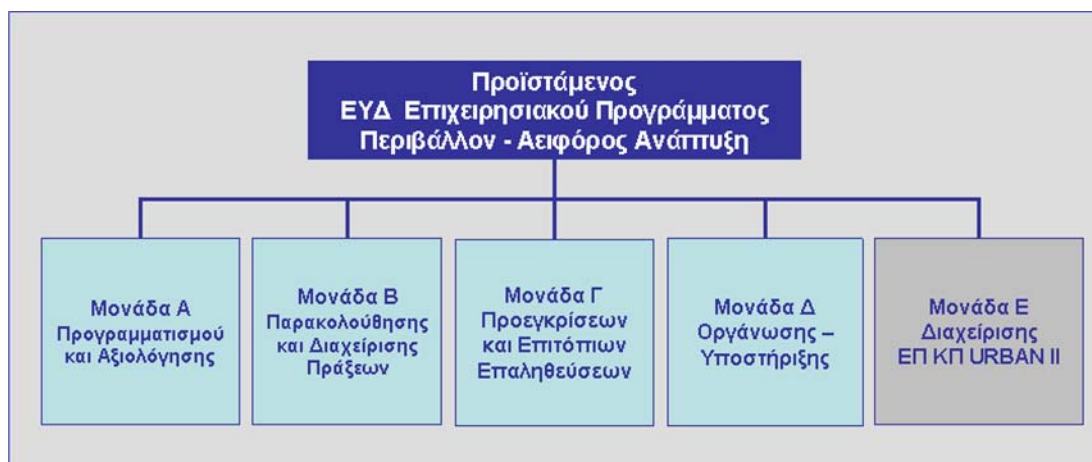 Προϊστάμενος
ΕΥΔ Επιχειρησιακού Προγράμματος
Περιβάλλον - Αειφόρος Ανάπτυξη
Μονάδα Α
Προγραμματισμού
και Αξιολόγησης
Μονάδα Β
Παρακολούθησης
και Διαχείρισης
Πράξεων
Μονάδα Γ
Προεγκρίσεων
και Επιτόπιων
Επαληθεύσεων
Μονάδα Δ
Οργάνωσης –
Υποστήριξης
Μονάδα Ε
Διαχείρισης
ΕΠ ΚΠ URBAN II